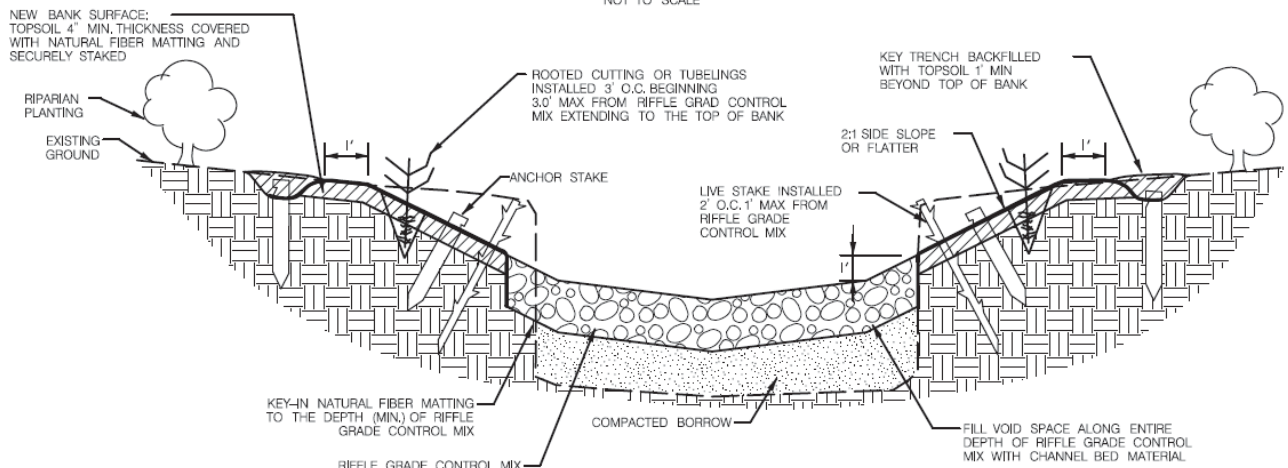 NOT TO SCALE
NEW BANK SURFACE;
TOPSOIL 4" MIN. THICKNESS COVERED
WITH NATURAL FIBER MATTING AND
SECURELY STAKED
RIPARIAN
PLANTING
EXISTING
GROUND
1'
ROOTED CUTTING OR TUBELINGS
INSTALLED 3' O.C. BEGINNING
3.0' MAX FROM RIFFLE GRAD CONTROL
MIX EXTENDING TO THE TOP OF BANK
ANCHOR STAKE
KEY TRENCH BACKFILLED
WITH TOPSOIL 1' MIN
BEYOND TOP OF BANK
2:1 SIDE SLOPE
OR FLATTER
1'
LIVE STAKE INSTALLED
2' O.C. 1' MAX FROM
RIFFLE GRADE
CONTROL MIX
1'
KEY-IN NATURAL FIBER MATTING
TO THE DEPTH (MIN.) OF RIFFLE
GRADE CONTROL MIX
COMPACTED BORROW
FILL VOID SPACE ALONG ENTIRE
DEPTH OF RIFFLE GRADE CONTROL
MIX WITH CHANNEL BED MATERIAL
RIFFLE GRADE CONTROL MIX